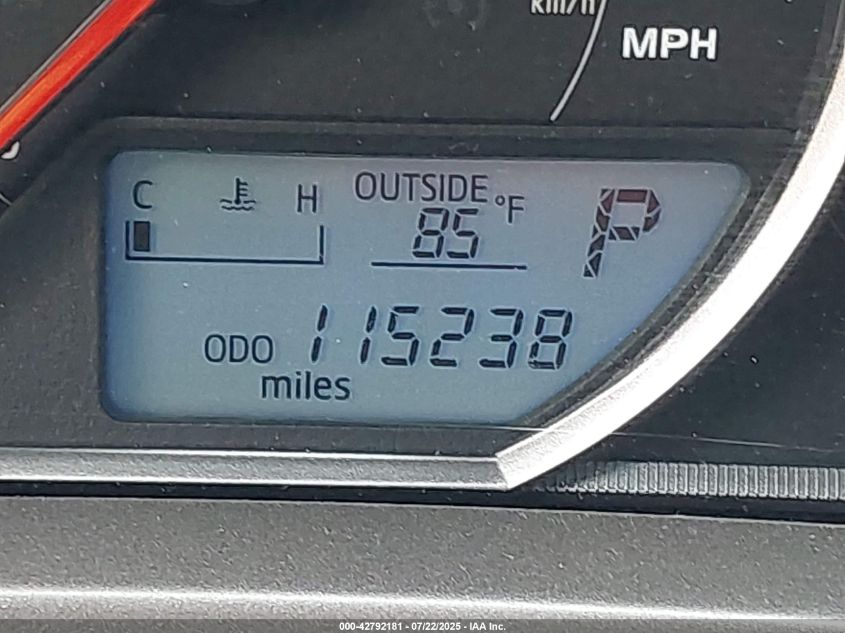 km/h
MPH
C H OUTSIDE °F P
85
ODO 115238
miles
000-42792181 - 07/22/2025 - IAA Inc.